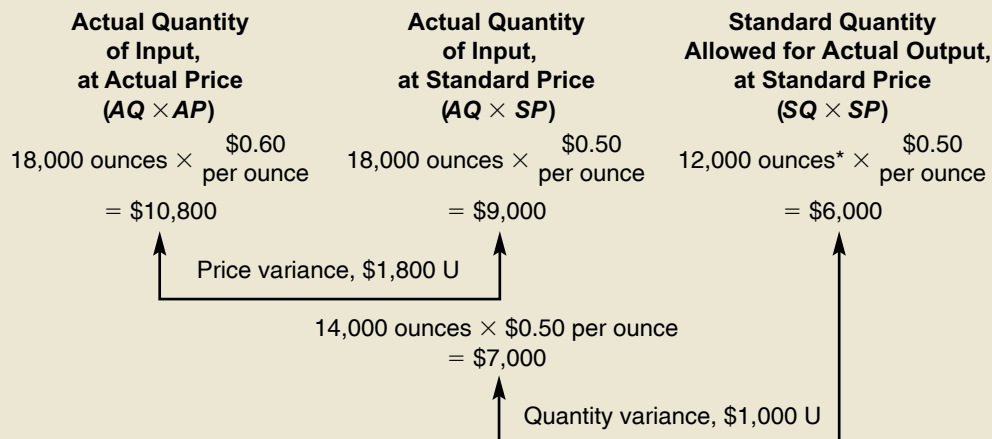 Actual Quantity
of Input,
at Actual Price
(AQ × AP)
18,000 ounces × $0.60 per ounce
= $10,800
Actual Quantity
of Input,
at Standard Price
(AQ × SP)
18,000 ounces × $0.50 per ounce
= $9,000
Standard Quantity
Allowed for Actual Output,
at Standard Price
(SQ × SP)
12,000 ounces* × $0.50 per ounce
= $6,000
Price variance, $1,800 U
14,000 ounces × $0.50 per ounce
= $7,000
Quantity variance, $1,000 U